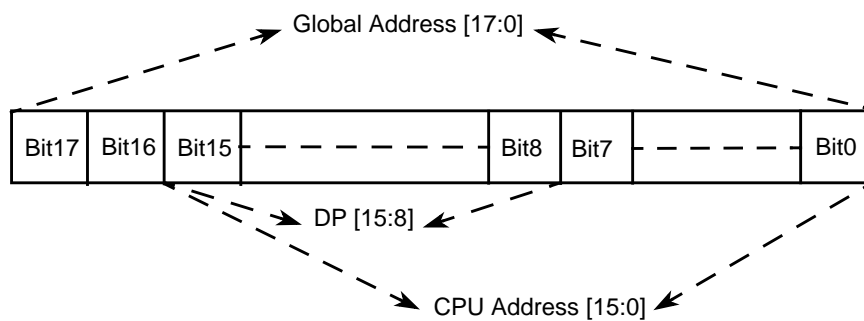 Global Address [17:0]
Bit17 Bit16 Bit15 Bit8 Bit7 Bit0
DP [15:8]
CPU Address [15:0]